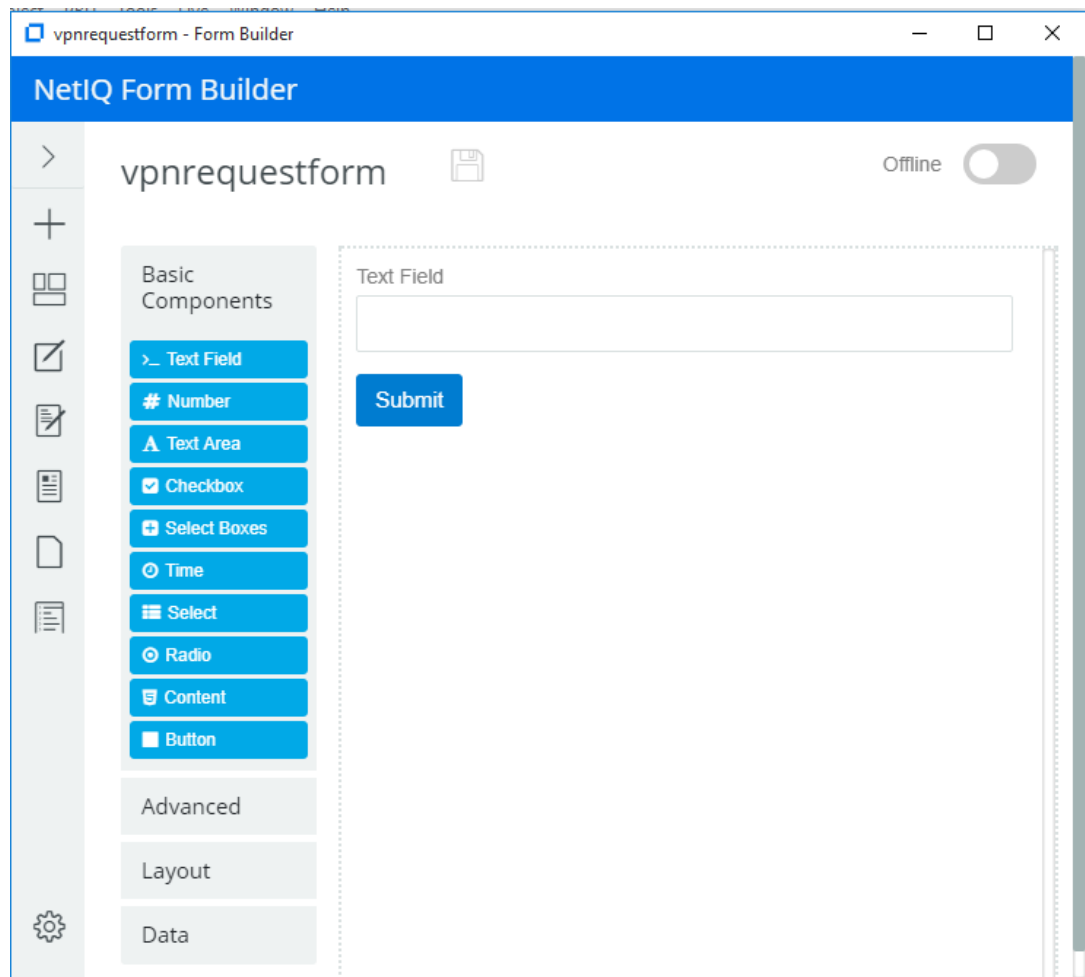 vpnrequestform - Form Builder
NetIQ Form Builder
vpnrequestform
Offline
Basic
Components
Text Field
Number
Text Area
Checkbox
Select Boxes
Time
Select
Radio
Content
Button
Advanced
Layout
Data
Text Field
Submit